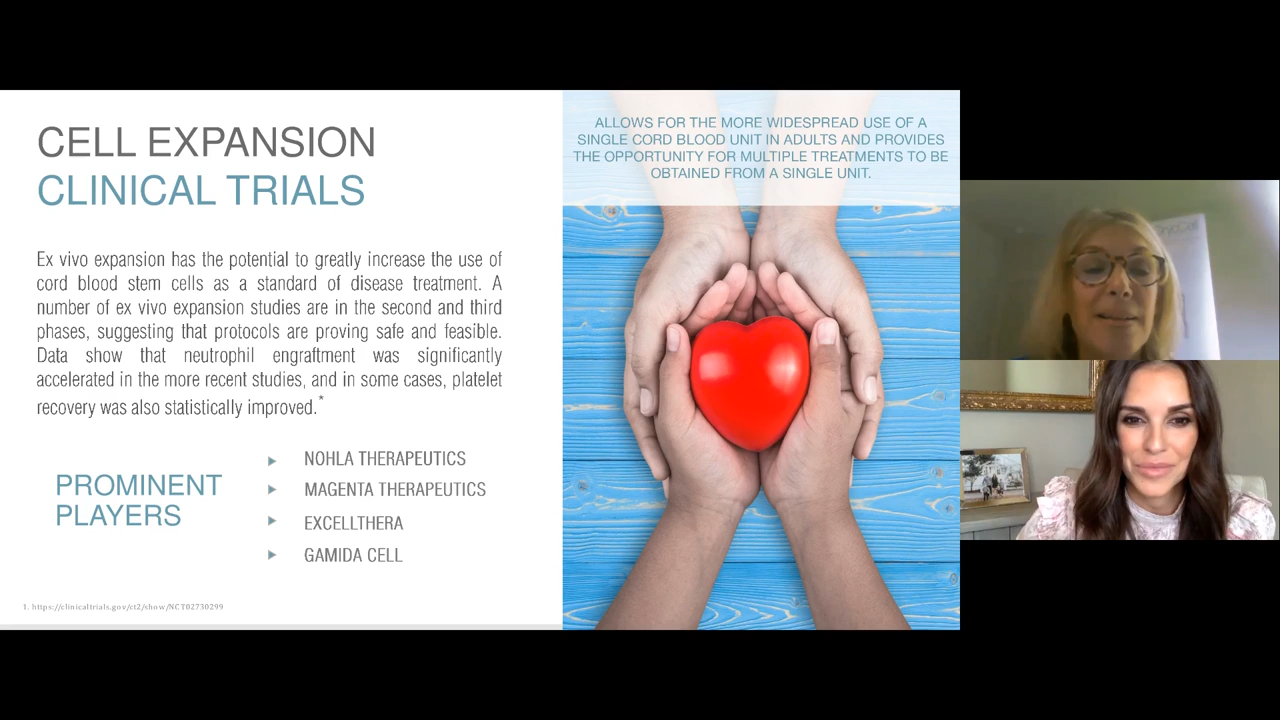 CELL EXPANSION
CLINICAL TRIALS
Ex vivo expansion has the potential to greatly increase the use of
cord blood stem cells as a standard of disease treatment. A
number of ex vivo expansion studies are in the second and third
phases, suggesting that protocols are proving safe and feasible.
Data show that neutrophil engraftment was significantly
accelerated in the more recent studies, and in some cases, platelet
recovery was also statistically improved.*
PROMINENT
PLAYERS
NOHLA THERAPEUTICS
MAGENTA THERAPEUTICS
EXCELLTHERA
GAMIDA CELL
1. https://clinicaltrials.gov/ct2/show/NCT02730299
ALLOWS FOR THE MORE WIDESPREAD USE OF A
SINGLE CORD BLOOD UNIT IN ADULTS AND PROVIDES
THE OPPORTUNITY FOR MULTIPLE TREATMENTS TO BE
OBTAINED FROM A SINGLE UNIT.